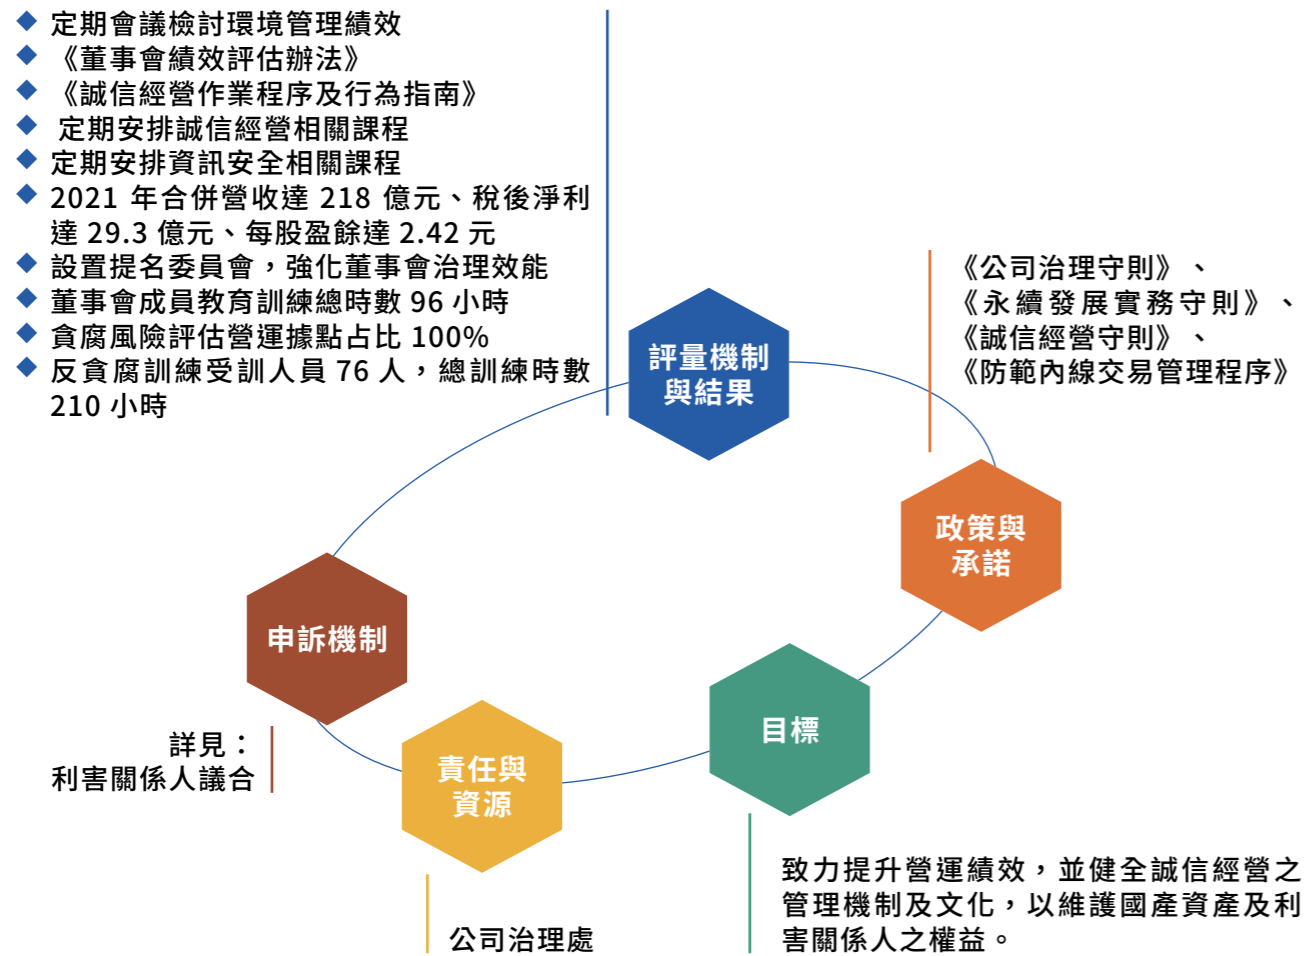 ◆ 定期會議檢討環境管理績效
◆ 《董事會績效評估辦法》
◆ 《誠信經營作業程序及行為指南》
◆ 定期安排誠信經營相關課程
◆ 定期安排資訊安全相關課程
◆ 2021 年合併營收達 218 億元、稅後淨利
達 29.3 億元、每股盈餘達 2.42 元
◆ 設置提名委員會，強化董事會治理效能
◆ 董事會成員教育訓練總時數 96 小時
◆ 貪腐風險評估營運據點占比 100%
◆ 反貪腐訓練受訓人員 76 人，總訓練時數
210 小時
評量機制
與結果
《公司治理守則》、
《永續發展實務守則》、
《誠信經營守則》、
《防範內線交易管理程序》
政策與
承諾
目標
致力提升營運績效，並健全誠信經營之
管理機制及文化，以維護國產資產及利
害關係人之權益。
責任與
資源
公司治理處
申訴機制
詳見：
利害關係人議合